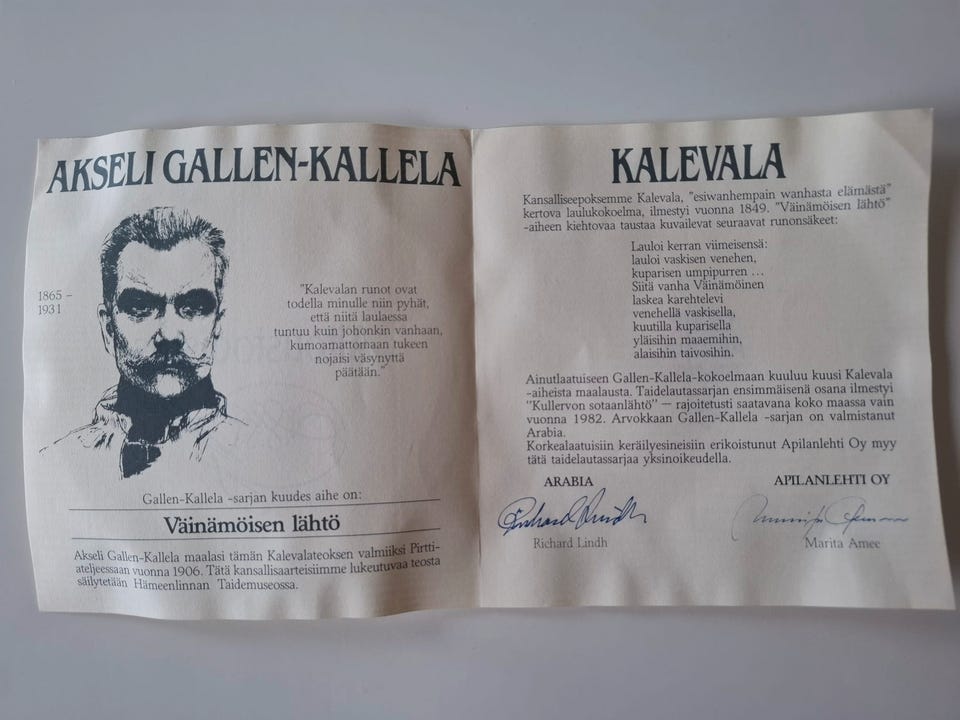 AKSELI GALLEN-KALLELA
1865 –
1931
"Kalevalan runot ovat
todella minulle niin pyhät,
että niitä laulaessa
tuntuu kuin johonkin vanhaan,
kumoamattomaan tukeen
nojaisi väsynyttä
päätään."
Gallen-Kallela -sarjan kuudes aihe on:
Väinämöisen lähtö
Akseli Gallen-Kallela maalasi tämän Kalevalateoksen valmiiksi Pirtti-
ateljeessaan vuonna 1906. Tätä kansallisaarteisiimme lukeutuvaa teosta
säilytetään Hämeenlinnan Taidemuseossa.
KALEVALA
Kansalliseepoksemme Kalevala, "esiwanhempain wanhasta elämästä"
kertova laulukokoelma, ilmestyi vuonna 1849. "Väinämöisen lähtö"
-aiheen kiehtovaa taustaa kuvailevat seuraavat runonsäkeet:
Lauloi kerran viimeisensä:
lauloi vaskisen venehen,
kuparisen umpipurren ...
Siitä vanha Väinämöinen
laskea karehtelevi
venehellä vaskisella,
kuutilla kuparisella
yläisihin maaemihin,
alaisihin taivosihin.
Ainutlaatuiseen Gallen-Kallela-kokoelmaan kuuluu kuusi Kalevala
-aiheista maalausta. Taidelautassarjan ensimmäisenä osana ilmestyi
"Kullervon sotaanlähtö" — rajoitetusti saatavana koko maassa vain
vuonna 1982. Arvokkaan Gallen-Kallela -sarjan on valmistanut
Arabia.
Korkealaatuisiin keräilyesineisiin erikoistunut Apilanlehti Oy myy
tätä taidelautassarjaa yksinoikeudella.
ARABIA
APILANLEHTI OY
Richard Lindh
Richard Lindh
Marita Amee